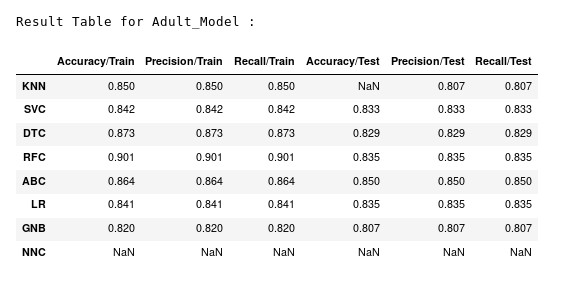 Result Table for Adult_Model :
Accuracy/Train Precision/Train Recall/Train Accuracy/Test Precision/Test Recall/Test
KNN 0.850 0.850 0.850 NaN 0.807 0.807
SVC 0.842 0.842 0.842 0.833 0.833 0.833
DTC 0.873 0.873 0.873 0.829 0.829 0.829
RFC 0.901 0.901 0.901 0.835 0.835 0.835
ABC 0.864 0.864 0.864 0.850 0.850 0.850
LR 0.841 0.841 0.841 0.835 0.835 0.835
GNB 0.820 0.820 0.820 0.807 0.807 0.807
NNC NaN NaN NaN NaN NaN NaN